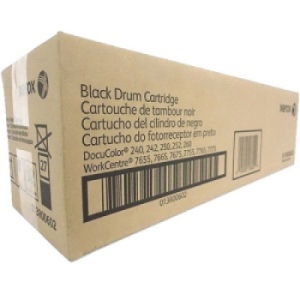 Black Drum Cartridge
Cartouche de tambour noir
Cartucho del cilindro de negro
Cartucho do fotorreceptor em preto
DocuColor® 240, 242, 250, 252, 260
WorkCentre® 7655, 7665, 7675, 7755, 7765, 7775
013R00602
xerox